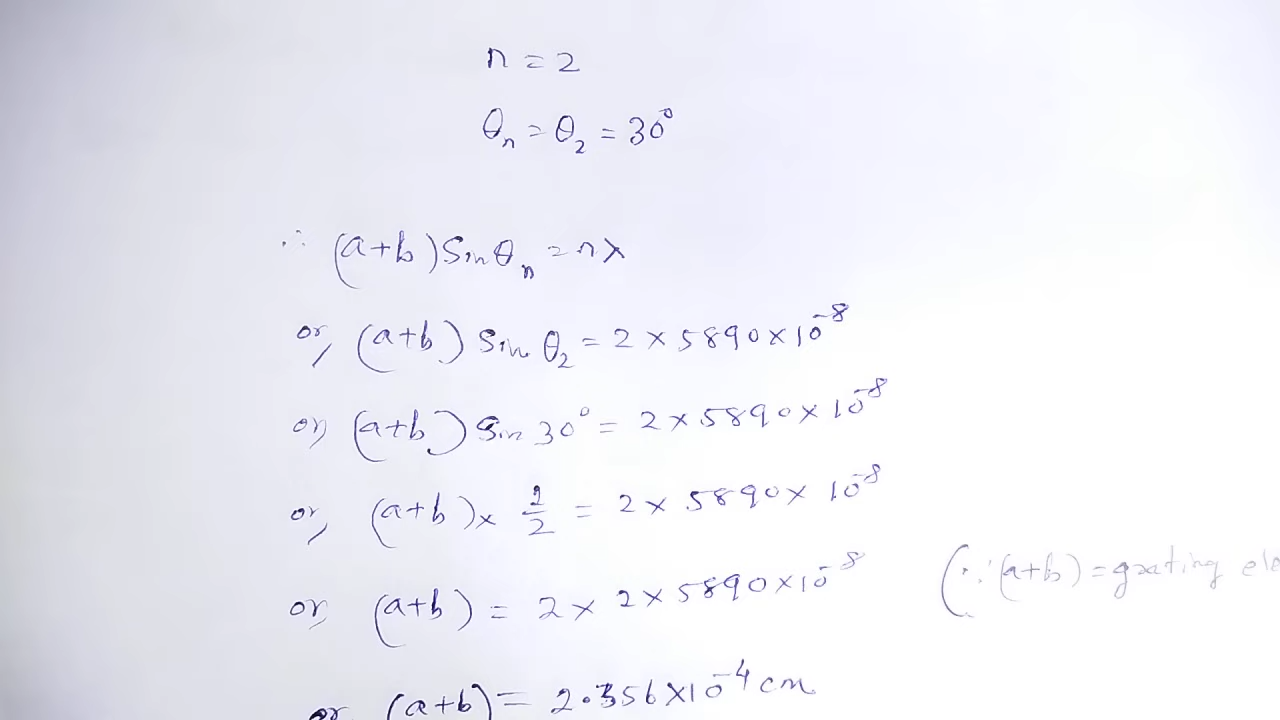 n = 2
θₙ = θ₂ = 30°
∴ (a+b) Sin θₙ = nλ
or, (a+b) Sin θ₂ = 2 × 5890 × 10⁻⁸
or, (a+b) Sin 30° = 2 × 5890 × 10⁻⁸
or, (a+b) × 1/2 = 2 × 5890 × 10⁻⁸
or, (a+b) = 2 × 2 × 5890 × 10⁻⁸ (∵ (a+b) = grating ele
or (a+b) = 2.356 × 10⁻⁴ cm